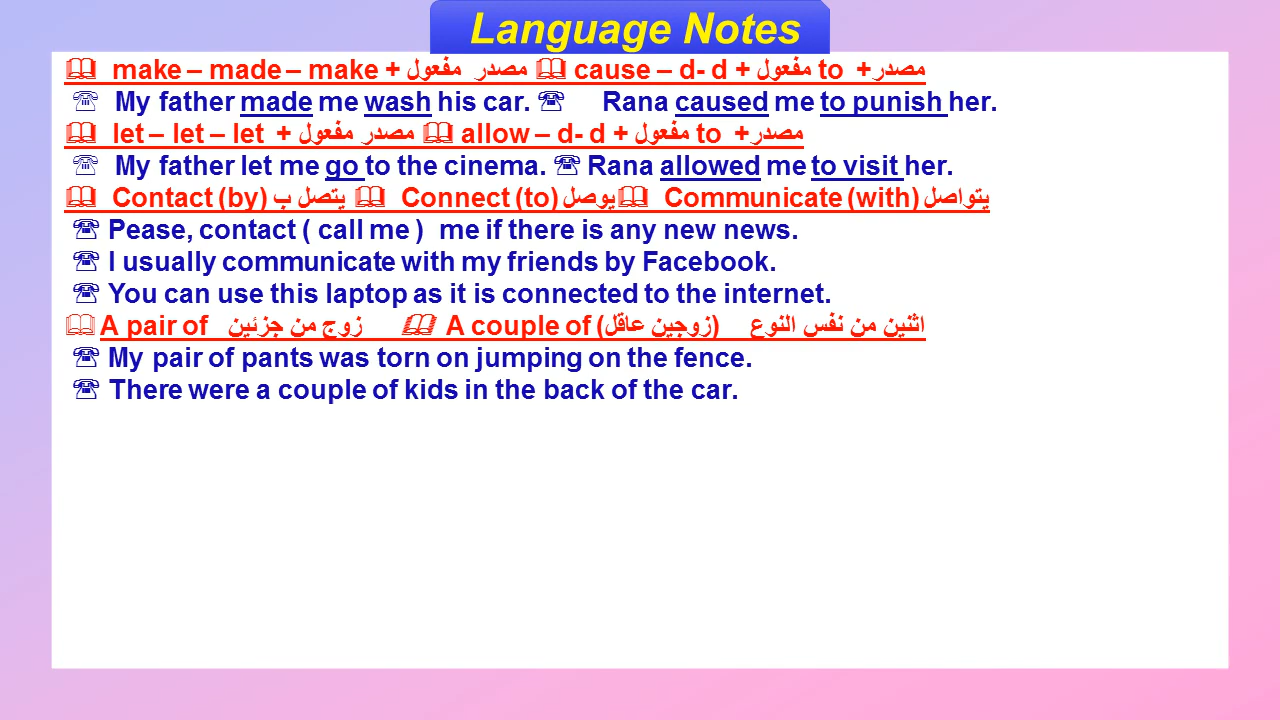 Language Notes
🕮 make – made – make + مفعول مصدر 🕮 cause – d- d + مفعول to +مصدر
☏ My father made me wash his car. ☎ Rana caused me to punish her.
🕮 let – let – let + مفعول مصدر 🕮 allow – d- d + مفعول to +مصدر
☏ My father let me go to the cinema. ☎ Rana allowed me to visit her.
🕮 Contact (by) يتصل ب 🕮 Connect (to) يوصل 🕮 Communicate (with) يتواصل
☎ Pease, contact ( call me ) me if there is any new news.
☎ I usually communicate with my friends by Facebook.
☎ You can use this laptop as it is connected to the internet.
🕮 A pair of زوج من جزئين 🕮 A couple of (زوجين عاقل) اثنين من نفس النوع
☎ My pair of pants was torn on jumping on the fence.
☎ There were a couple of kids in the back of the car.